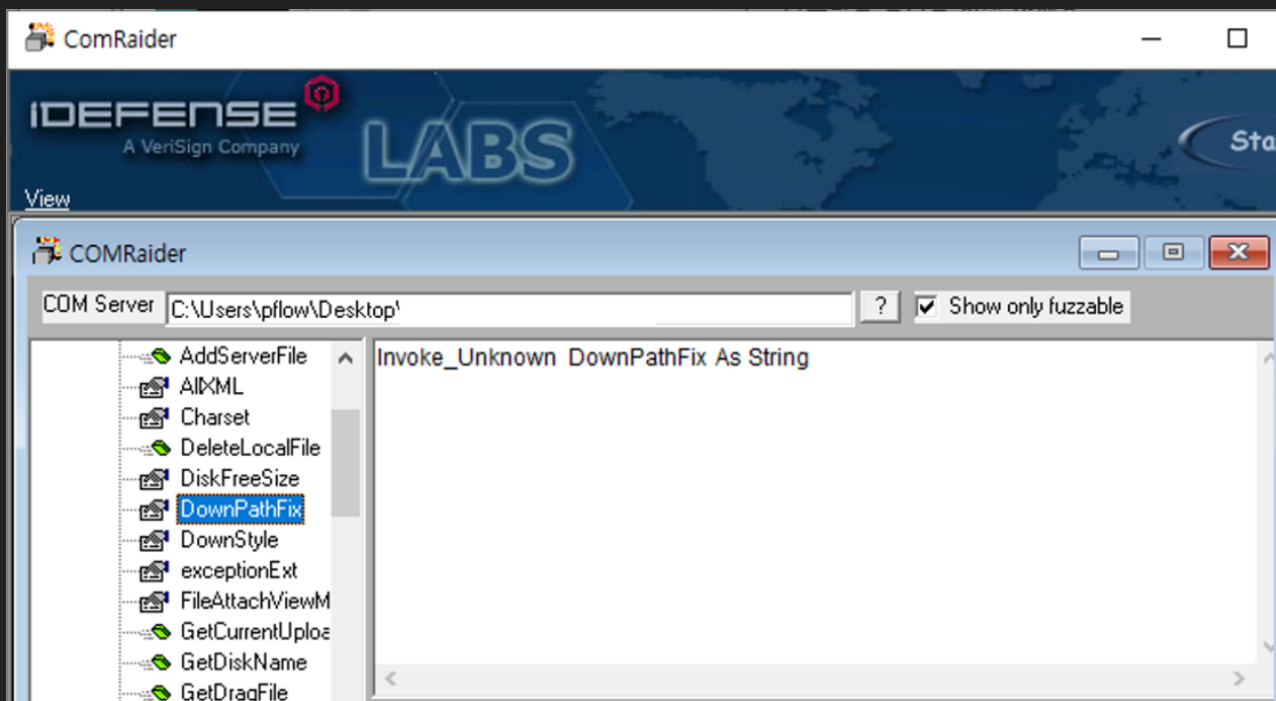 ComRaider
IDEFENSE
A VeriSign Company
LABS
Sta
View
COMRaider
COM Server C:\Users\pflow\Desktop\ ? Show only fuzzable
AddServerFile
AllXML
Charset
DeleteLocalFile
DiskFreeSize
DownPathFix
DownStyle
exceptionExt
FileAttachViewM
GetCurrentUploa
GetDiskName
GetDragFile
Invoke_Unknown DownPathFix As String